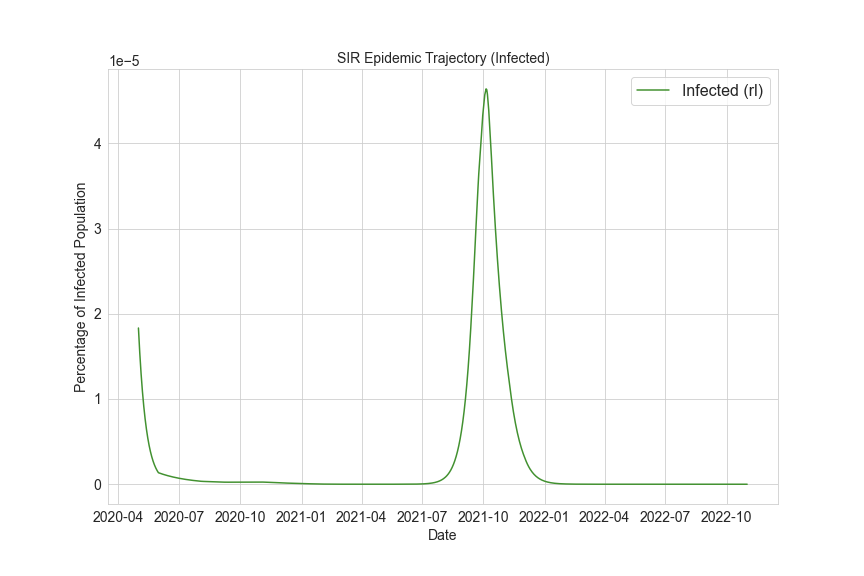 SIR Epidemic Trajectory (Infected)
1e−5
Infected (rI)
4
3
2
1
0
Percentage of Infected Population
2020-04 2020-07 2020-10 2021-01 2021-04 2021-07 2021-10 2022-01 2022-04 2022-07 2022-10
Date